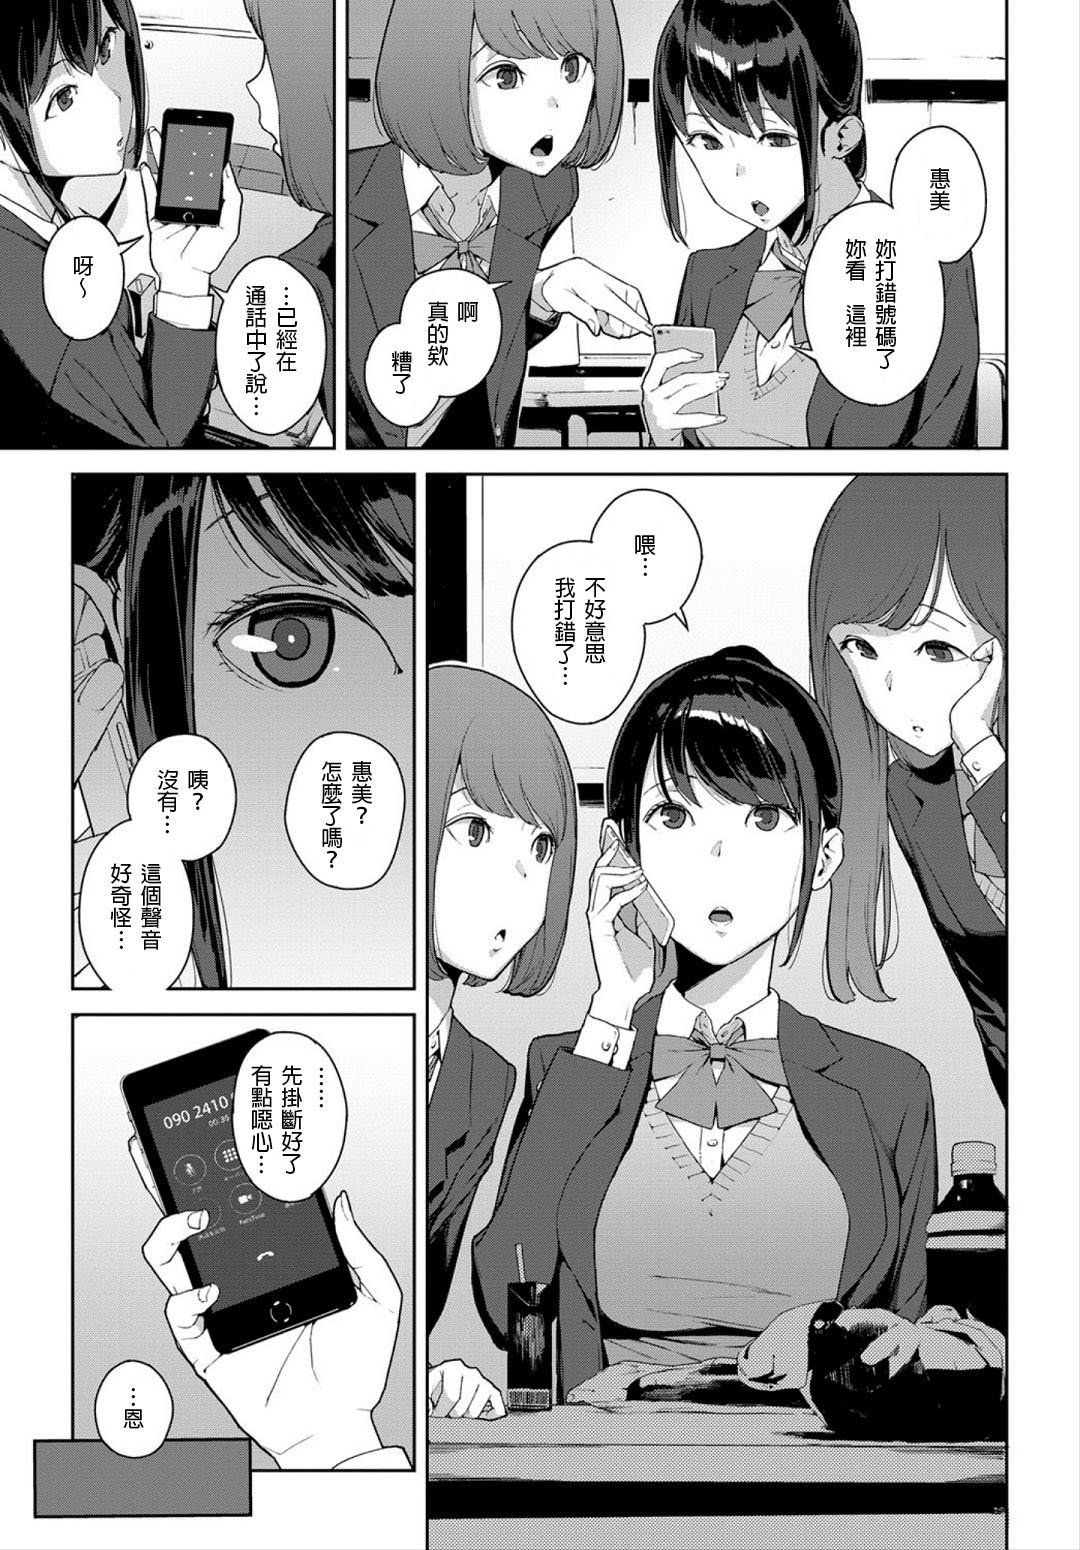 惠美
妳打錯號碼了
妳看 這裡
啊
真的欸
糟了
…已經在
通話中了說…
呀~
喂…
不好意思
我打錯了…
惠美?
怎麼了嗎?
咦?
沒有…
這個聲音
好奇怪…
……
先掛斷好了
有點噁心…
090 2410
00:39
FaceTime
…恩